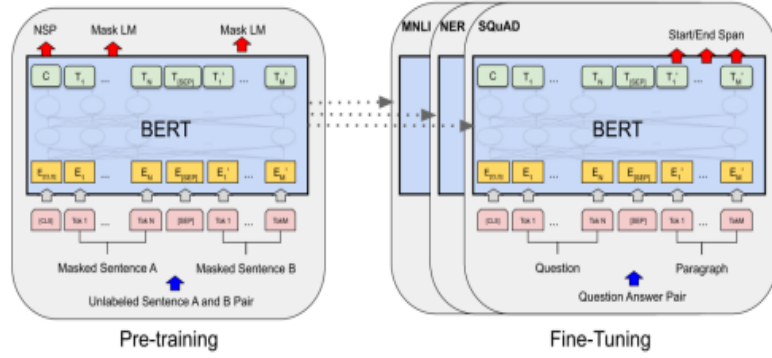 NSP Mask LM Mask LM
C T1 ... TN T[SEP] T1' ... TM'
BERT
E[CLS] E1 ... EN E[SEP] E1' ... EM'
[CLS] Tok 1 ... Tok N [SEP] Tok 1 ... TokM
Masked Sentence A Masked Sentence B
Unlabeled Sentence A and B Pair
Pre-training
MNLI NER SQuAD Start/End Span
C T1 ... TN T[SEP] T1' ... TM'
BERT
E[CLS] E1 ... EN E[SEP] E1' ... EM'
[CLS] Tok 1 ... Tok N [SEP] Tok 1 ... TokM
Question Paragraph
Question Answer Pair
Fine-Tuning